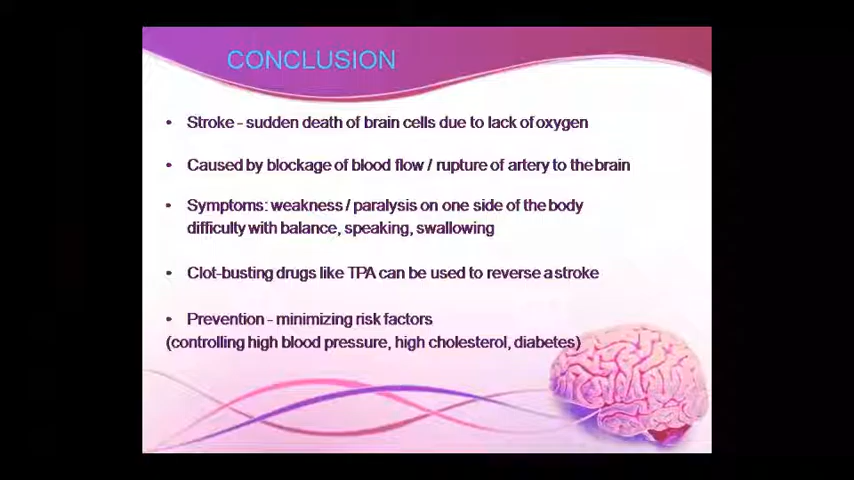 CONCLUSION
• Stroke - sudden death of brain cells due to lack of oxygen
• Caused by blockage of blood flow / rupture of artery to the brain
• Symptoms: weakness / paralysis on one side of the body
difficulty with balance, speaking, swallowing
• Clot-busting drugs like TPA can be used to reverse a stroke
• Prevention - minimizing risk factors
(controlling high blood pressure, high cholesterol, diabetes)